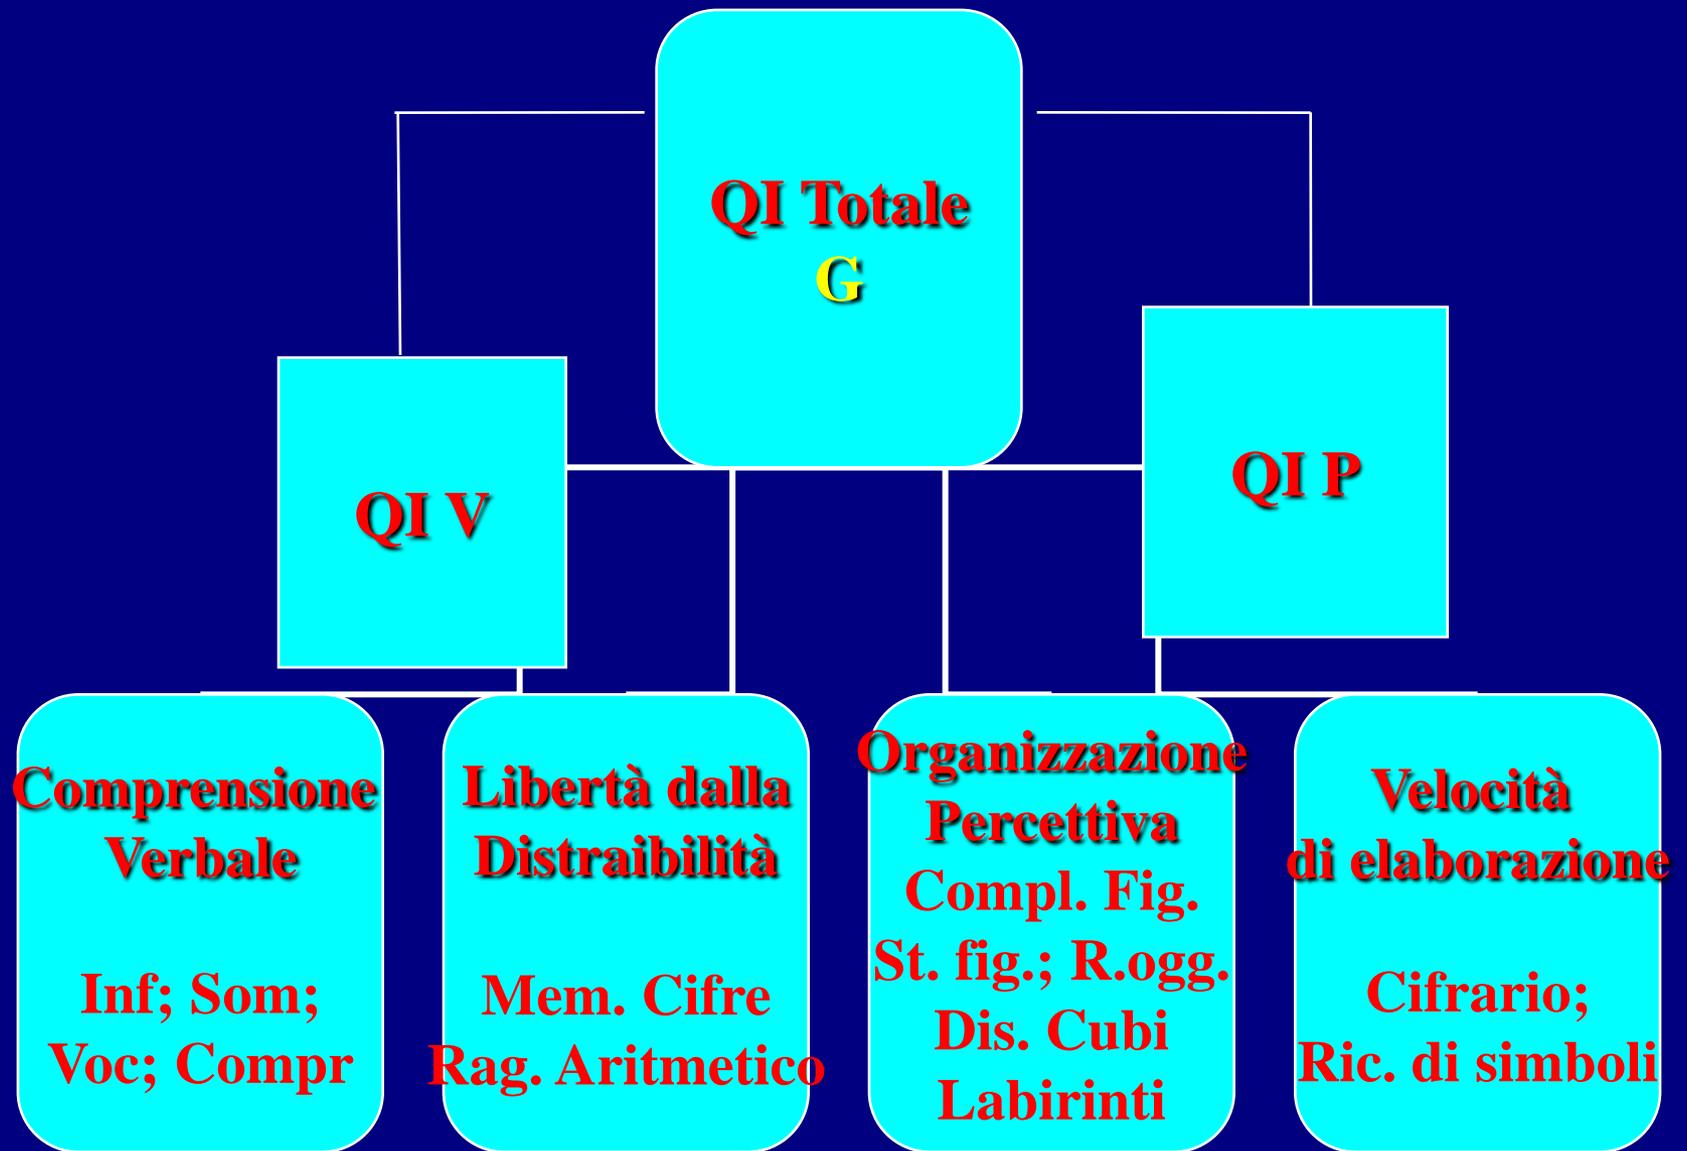 QI Totale
G
QI V
QI P
Comprensione
Verbale
Inf; Som;
Voc; Compr
Libertà dalla
Distraibilità
Mem. Cifre
Rag. Aritmetico
Organizzazione
Percettiva
Compl. Fig.
St. fig.; R.ogg.
Dis. Cubi
Labirinti
Velocità
di elaborazione
Cifrario;
Ric. di simboli